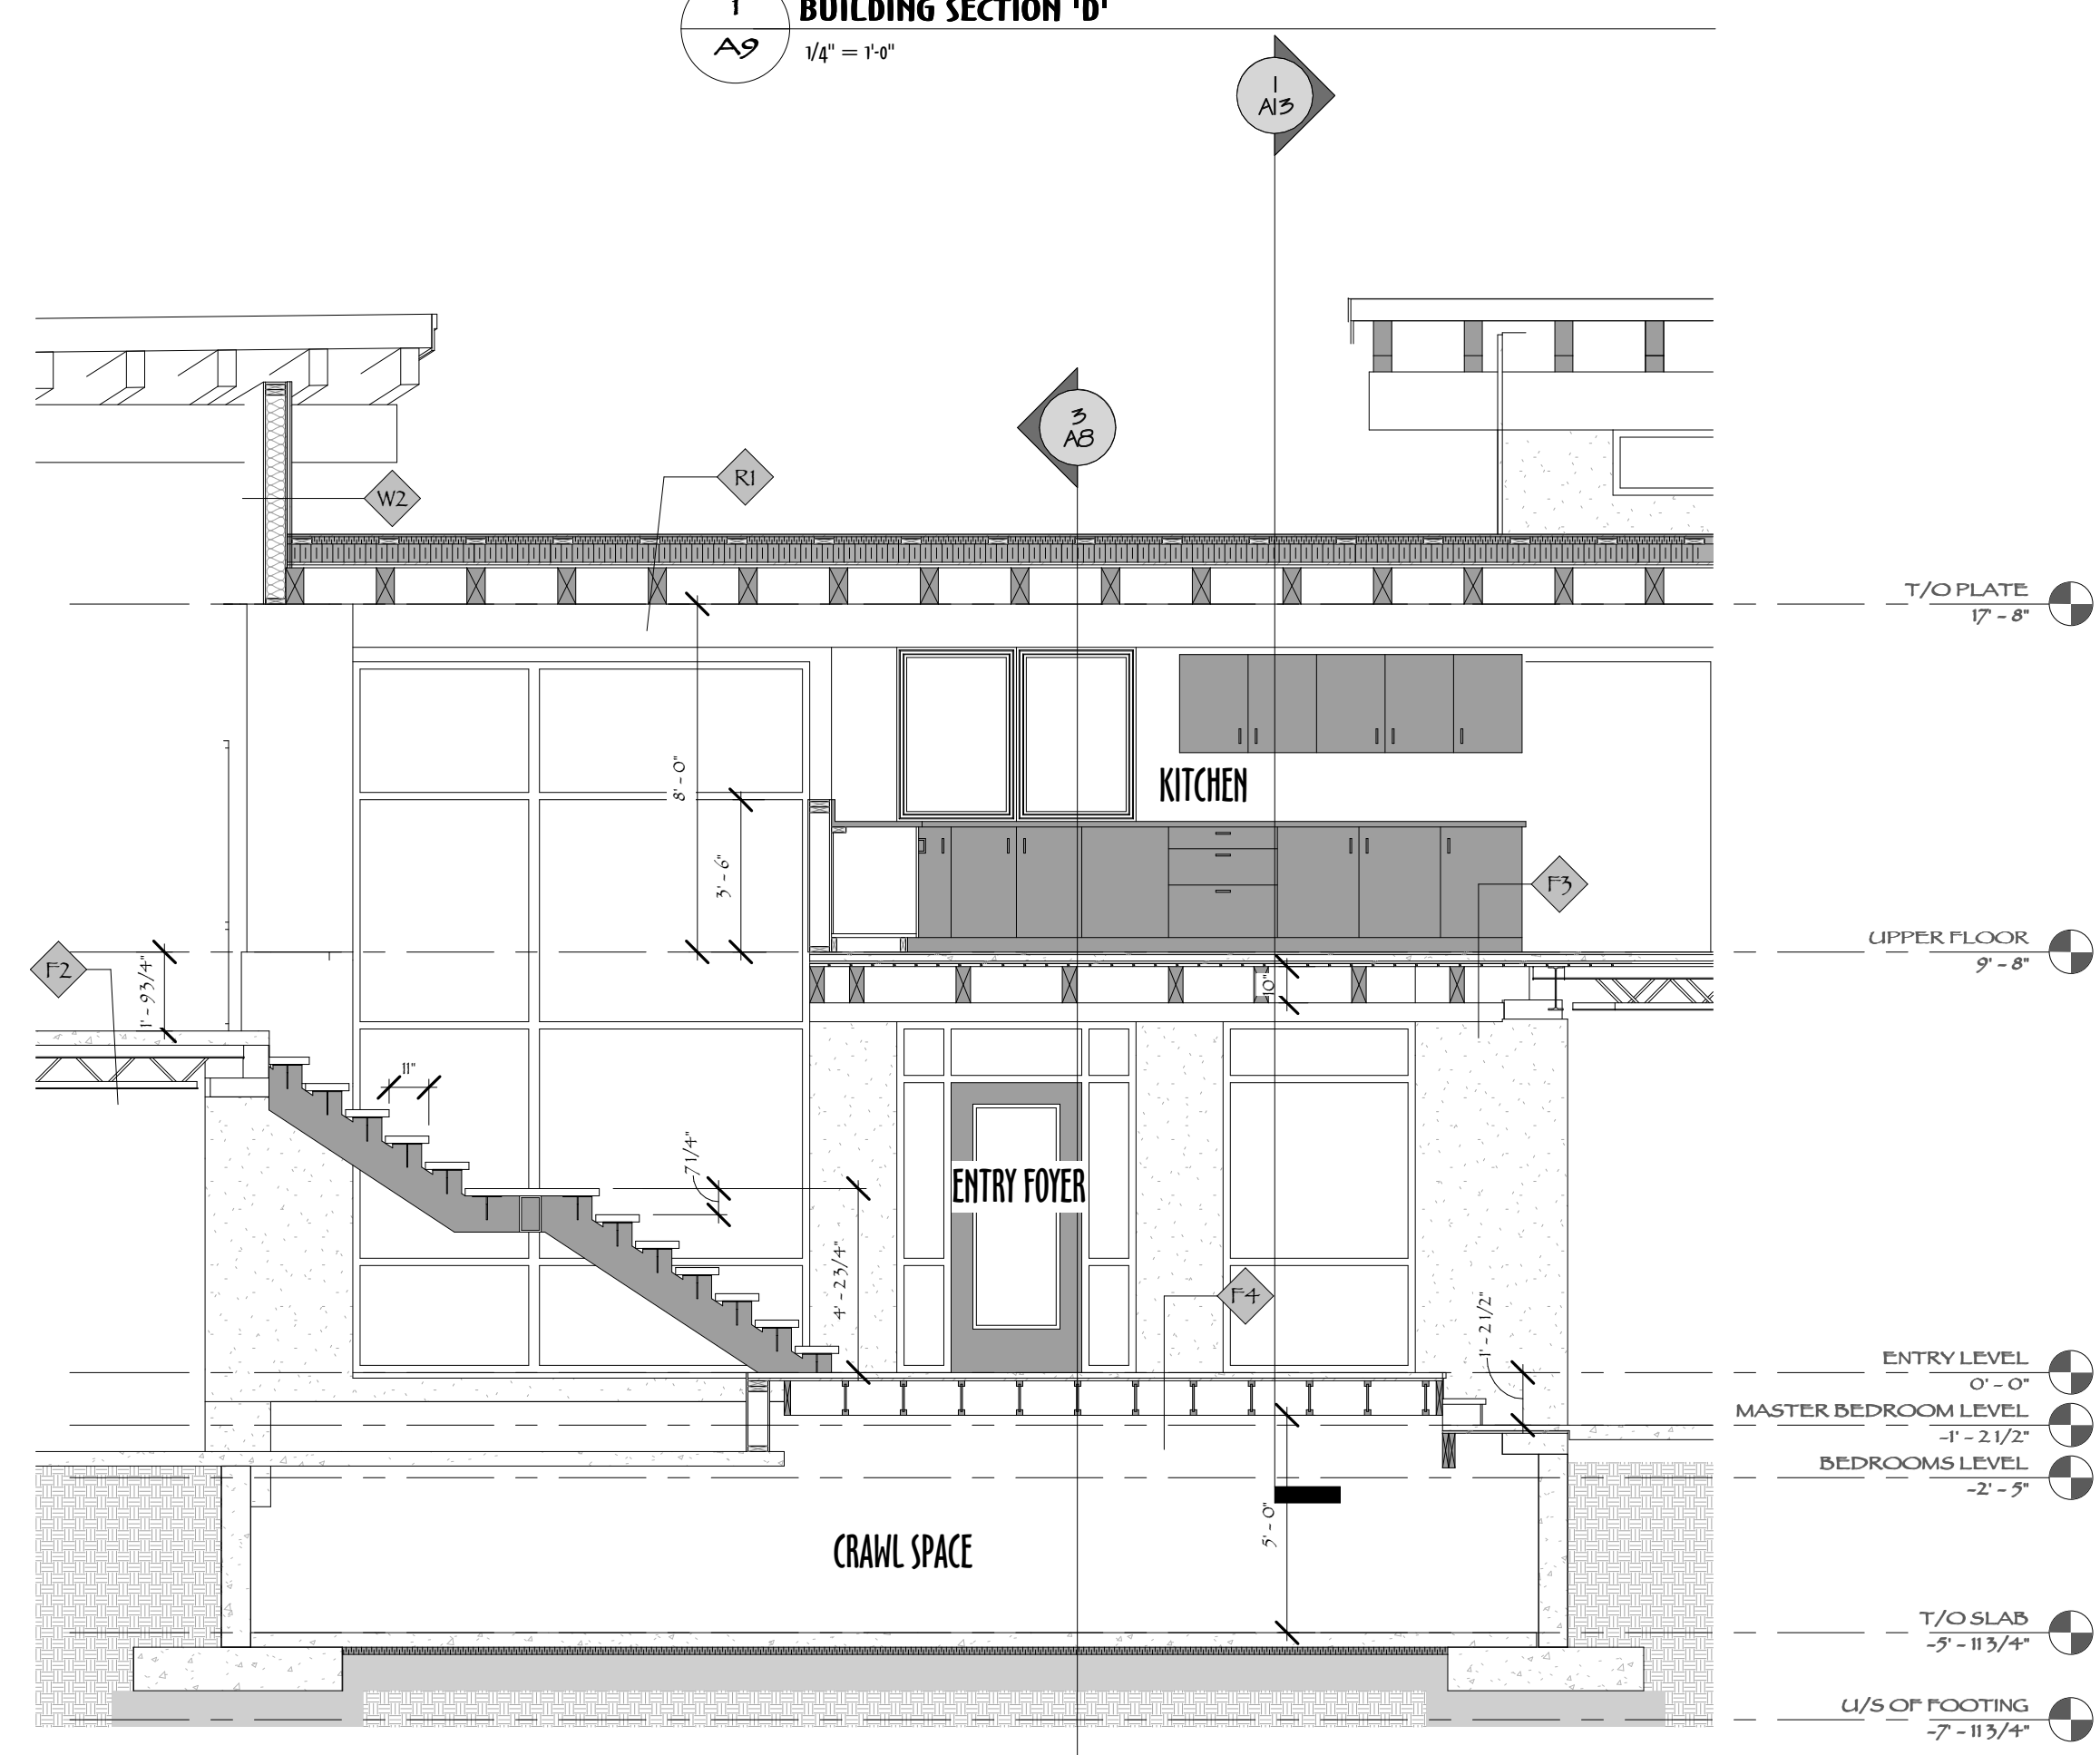 1
BUILDING SECTION 'D'
A9
1/4" = 1'-0"
1
A13
3
A8
R1
W2
T/O PLATE
17' - 8"
8' - 0"
KITCHEN
3' - 6"
F3
UPPER FLOOR
9' - 8"
F2
1' - 9 3/4"
10"
11"
7 1/4"
ENTRY FOYER
4' - 2 3/4"
F4
1' - 2 1/2"
ENTRY LEVEL
0' - 0"
MASTER BEDROOM LEVEL
-1' - 2 1/2"
BEDROOMS LEVEL
-2' - 5"
5' - 0"
CRAWL SPACE
T/O SLAB
-5' - 11 3/4"
U/S OF FOOTING
-7' - 11 3/4"